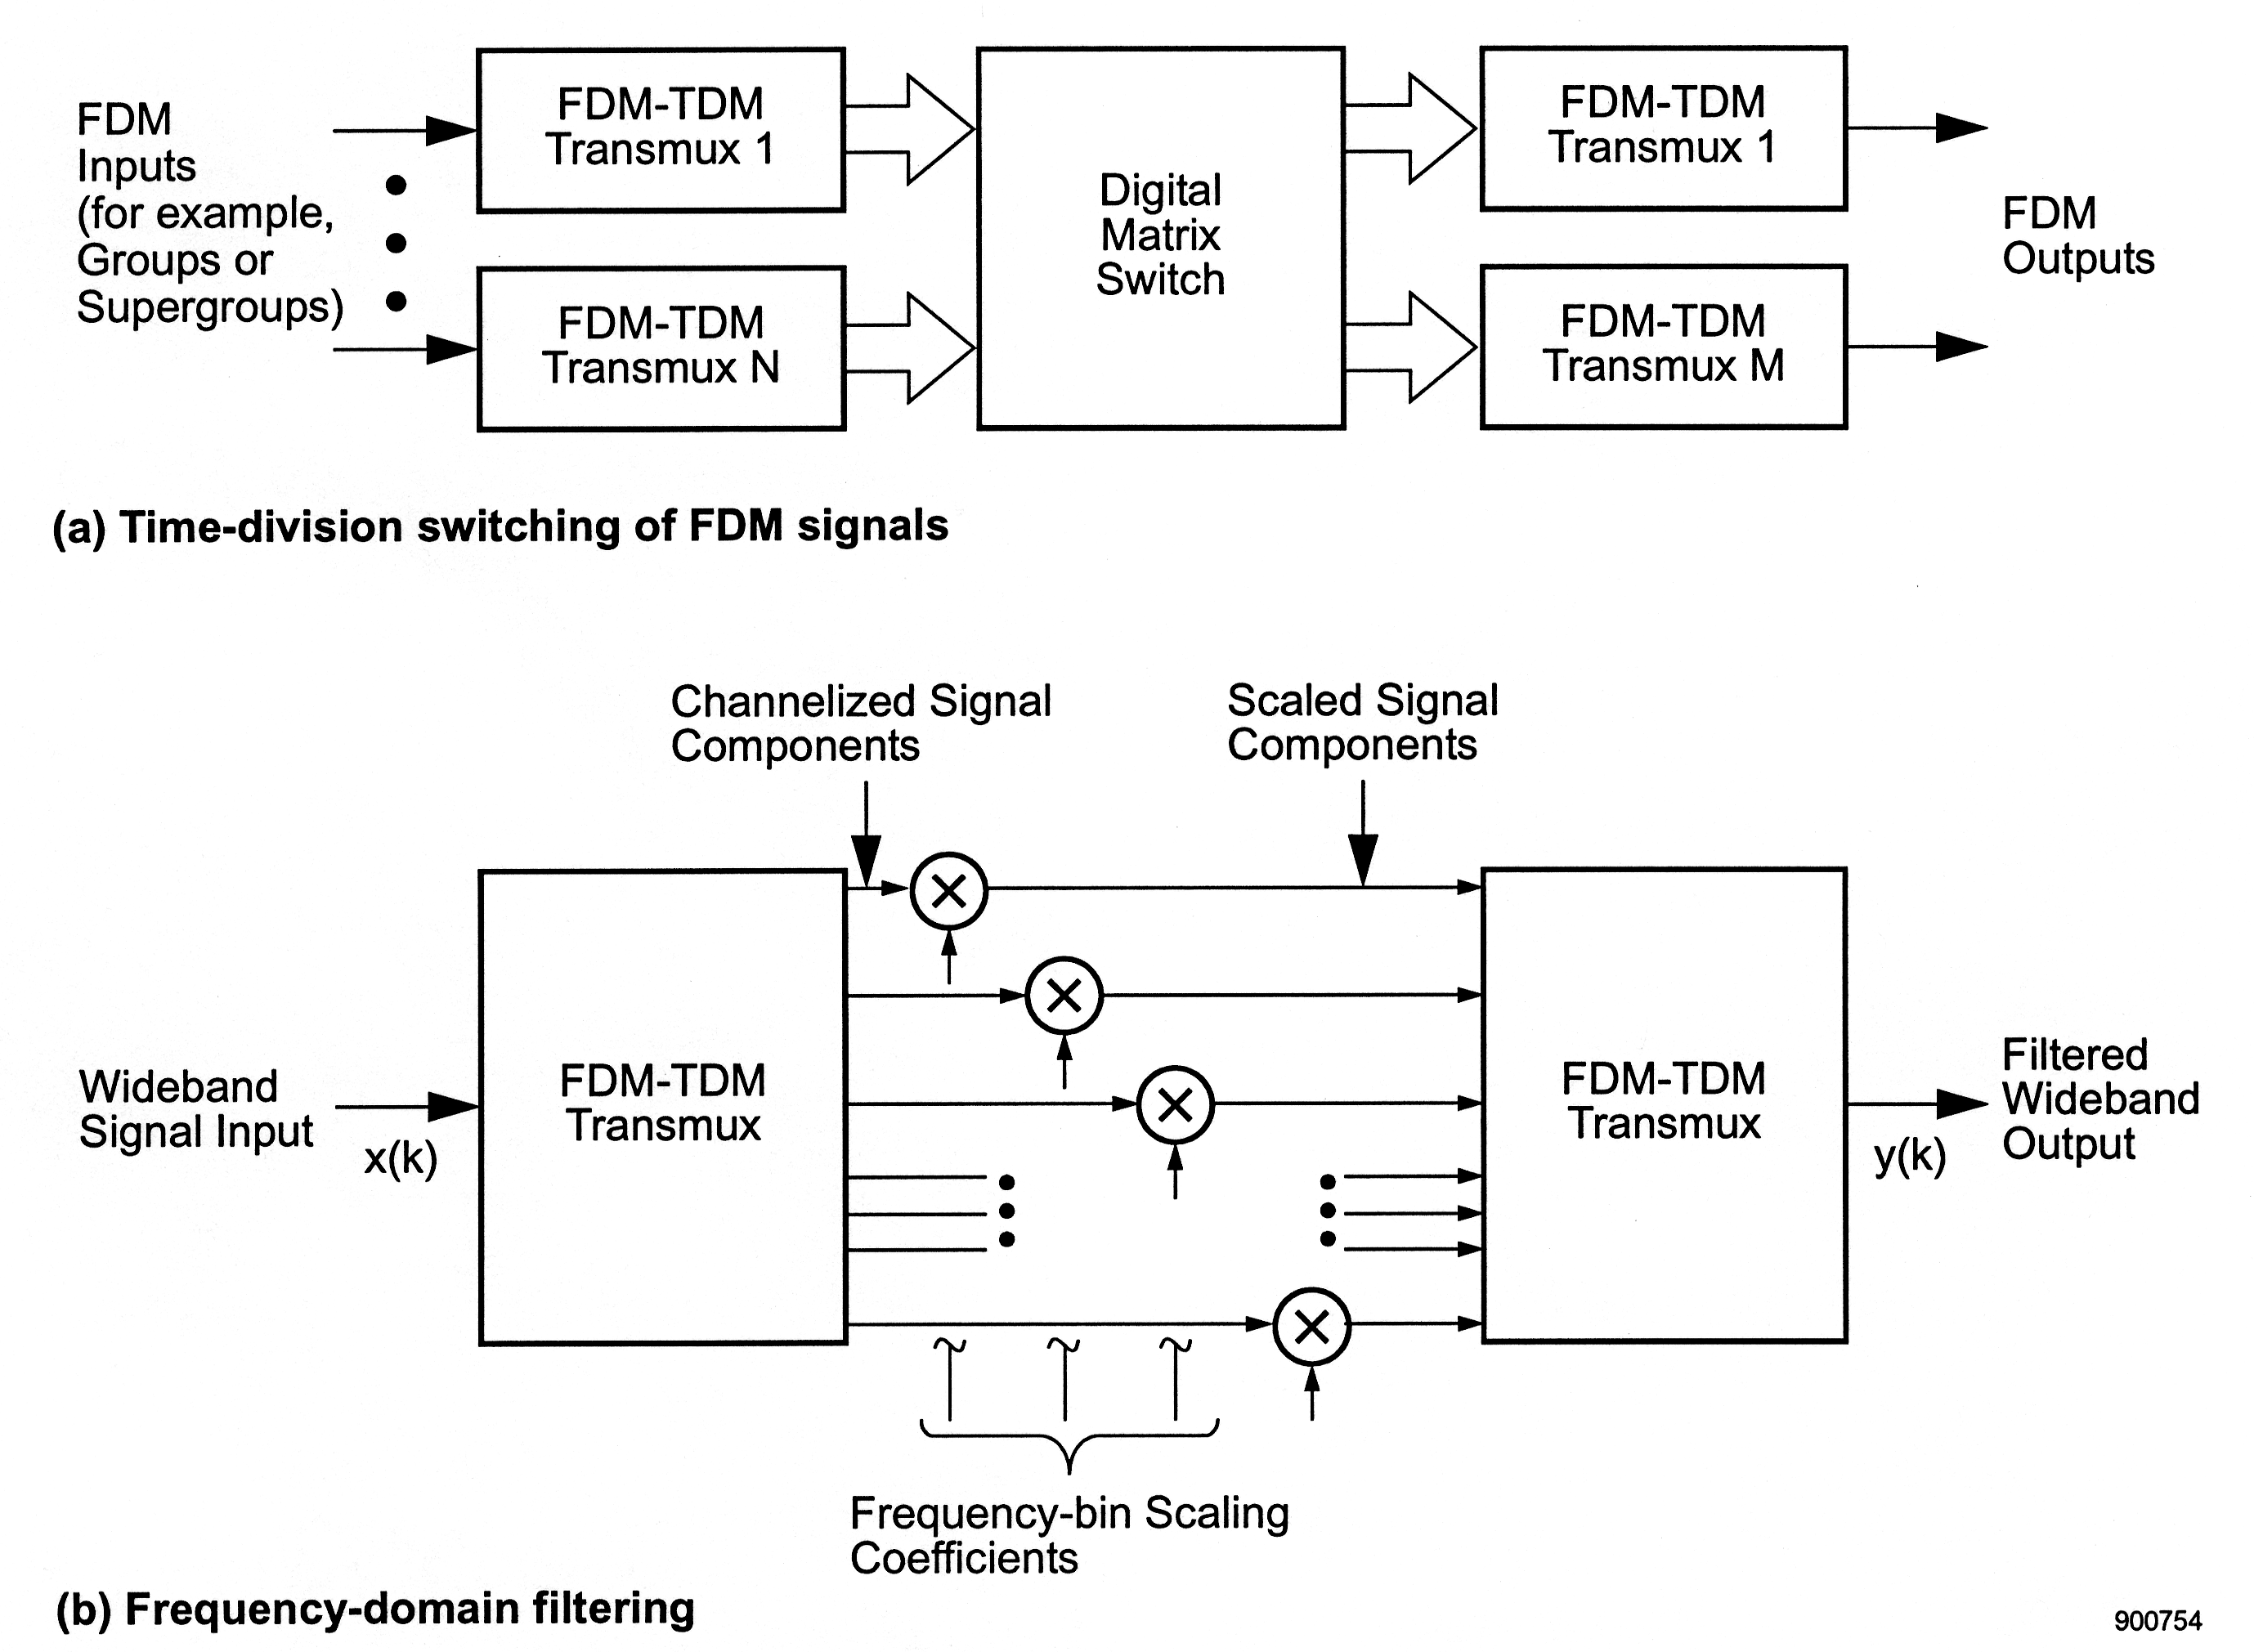 FDM
Inputs
(for example,
Groups or
Supergroups)
FDM-TDM
Transmux 1
FDM-TDM
Transmux N
Digital
Matrix
Switch
FDM-TDM
Transmux 1
FDM-TDM
Transmux M
FDM
Outputs
(a) Time-division switching of FDM signals
Channelized Signal
Components
Scaled Signal
Components
Wideband
Signal Input
x(k)
FDM-TDM
Transmux
FDM-TDM
Transmux
y(k)
Filtered
Wideband
Output
Frequency-bin Scaling
Coefficients
(b) Frequency-domain filtering
900754